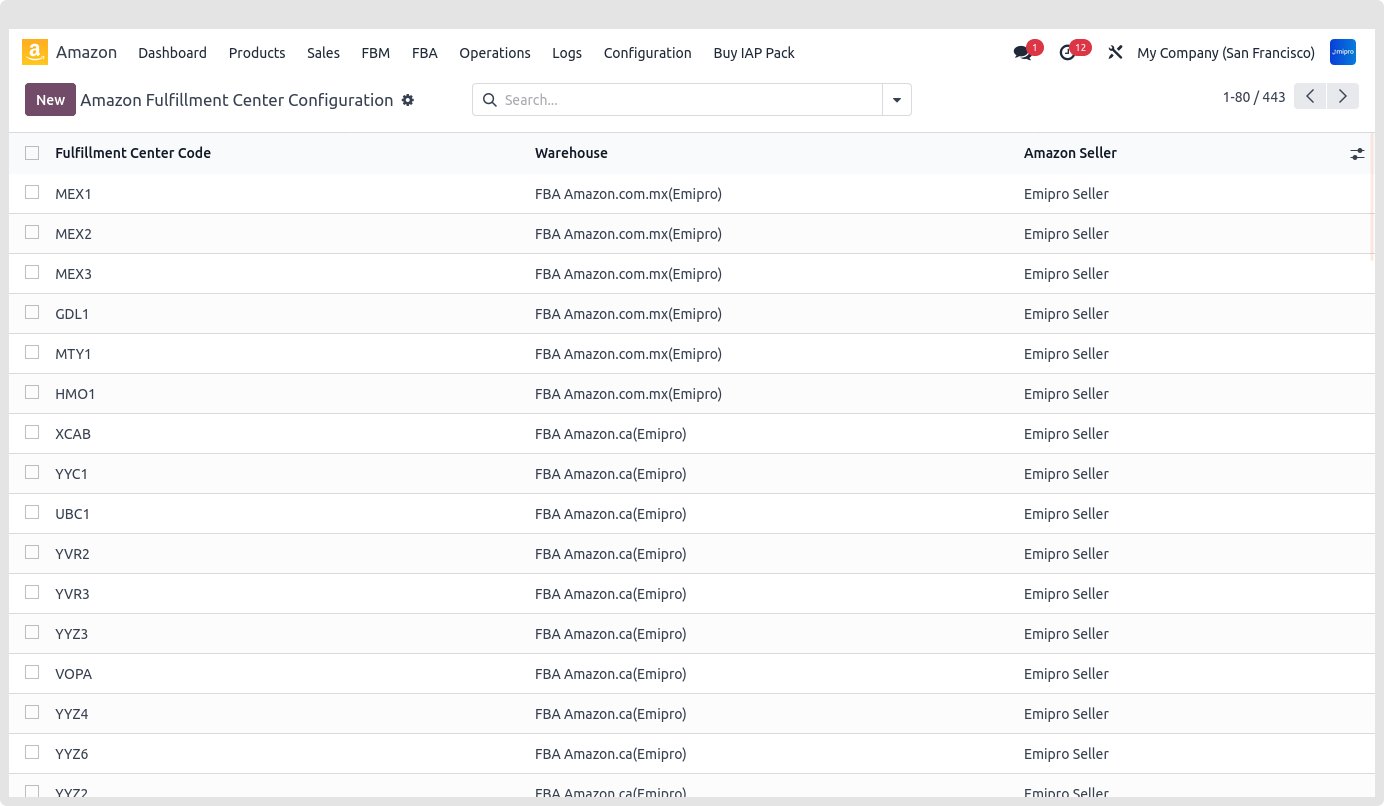 Amazon Dashboard Products Sales FBM FBA Operations Logs Configuration Buy IAP Pack 1 12 My Company (San Francisco) emipro
New Amazon Fulfillment Center Configuration Search... 1-80 / 443
Fulfillment Center Code Warehouse Amazon Seller
MEX1 FBA Amazon.com.mx(Emipro) Emipro Seller
MEX2 FBA Amazon.com.mx(Emipro) Emipro Seller
MEX3 FBA Amazon.com.mx(Emipro) Emipro Seller
GDL1 FBA Amazon.com.mx(Emipro) Emipro Seller
MTY1 FBA Amazon.com.mx(Emipro) Emipro Seller
HMO1 FBA Amazon.com.mx(Emipro) Emipro Seller
XCAB FBA Amazon.ca(Emipro) Emipro Seller
YYC1 FBA Amazon.ca(Emipro) Emipro Seller
UBC1 FBA Amazon.ca(Emipro) Emipro Seller
YVR2 FBA Amazon.ca(Emipro) Emipro Seller
YVR3 FBA Amazon.ca(Emipro) Emipro Seller
YYZ3 FBA Amazon.ca(Emipro) Emipro Seller
VOPA FBA Amazon.ca(Emipro) Emipro Seller
YYZ4 FBA Amazon.ca(Emipro) Emipro Seller
YYZ6 FBA Amazon.ca(Emipro) Emipro Seller
YYZ2 FBA Amazon.ca(Emipro) Emipro Seller